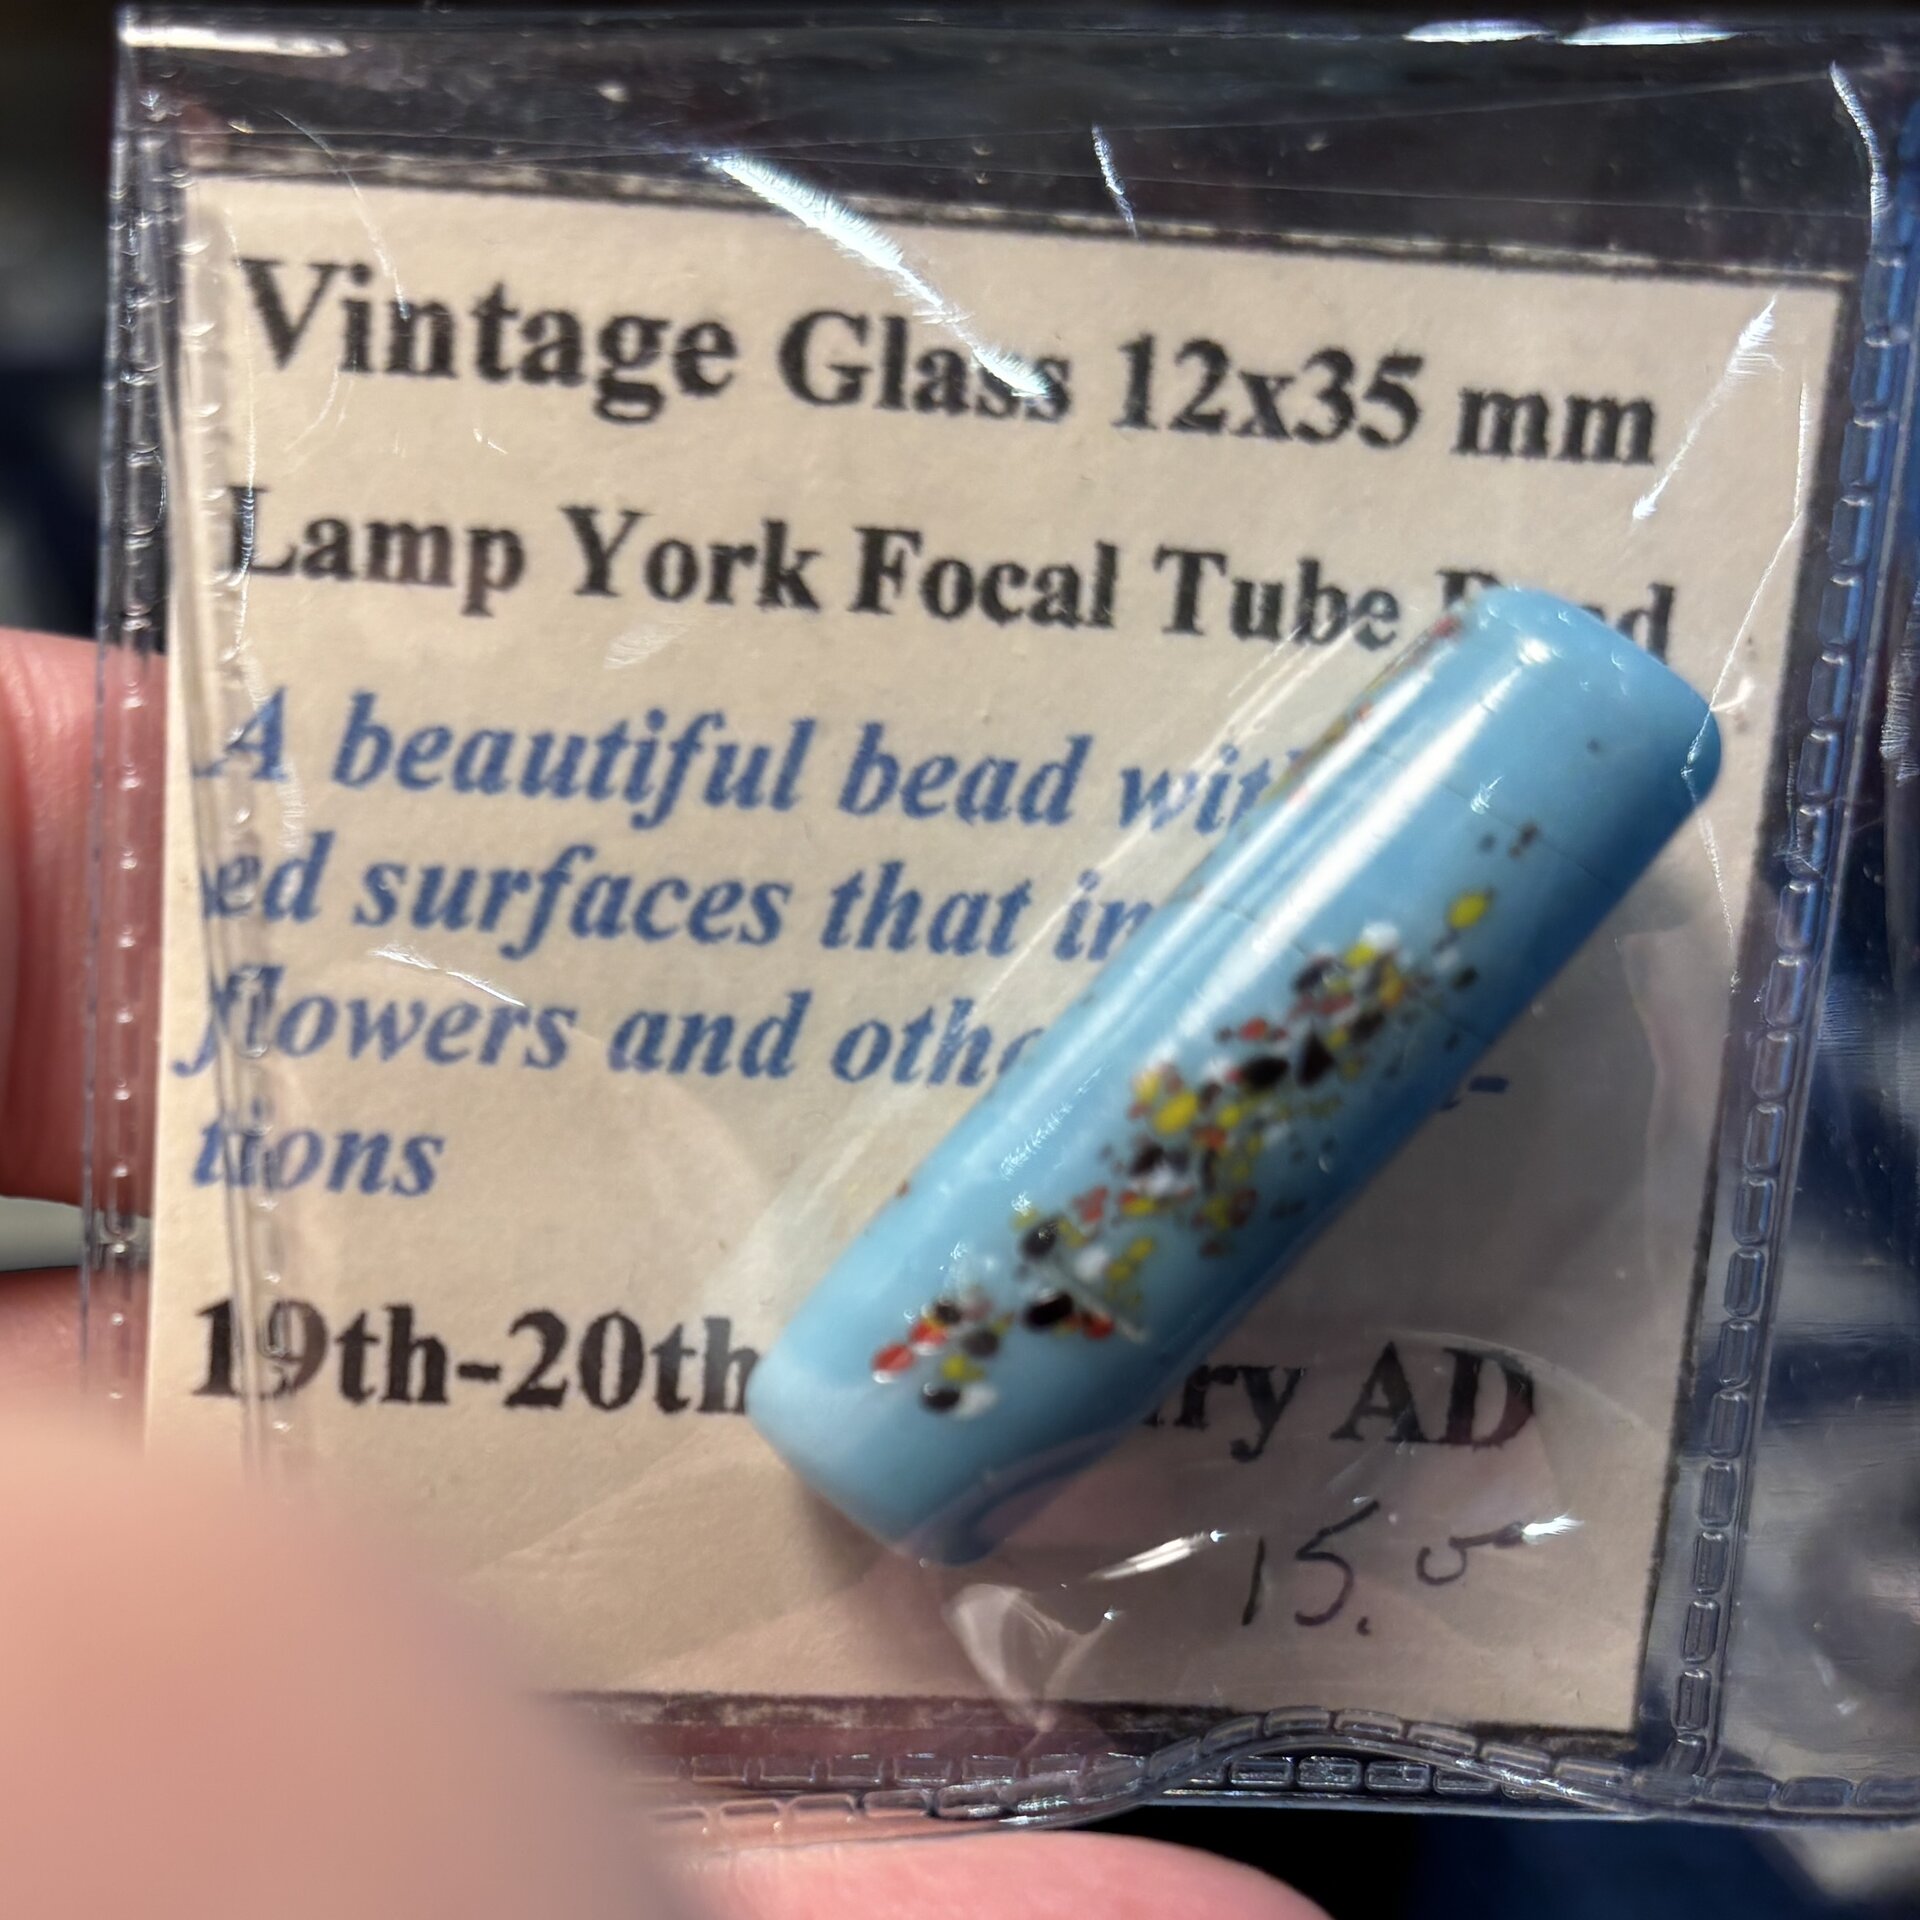 Vintage Glass 12x35 mm
Lamp York Focal Tube
A beautiful bead
ed surfaces that
flowers and
tions
19th-20th AD
15.